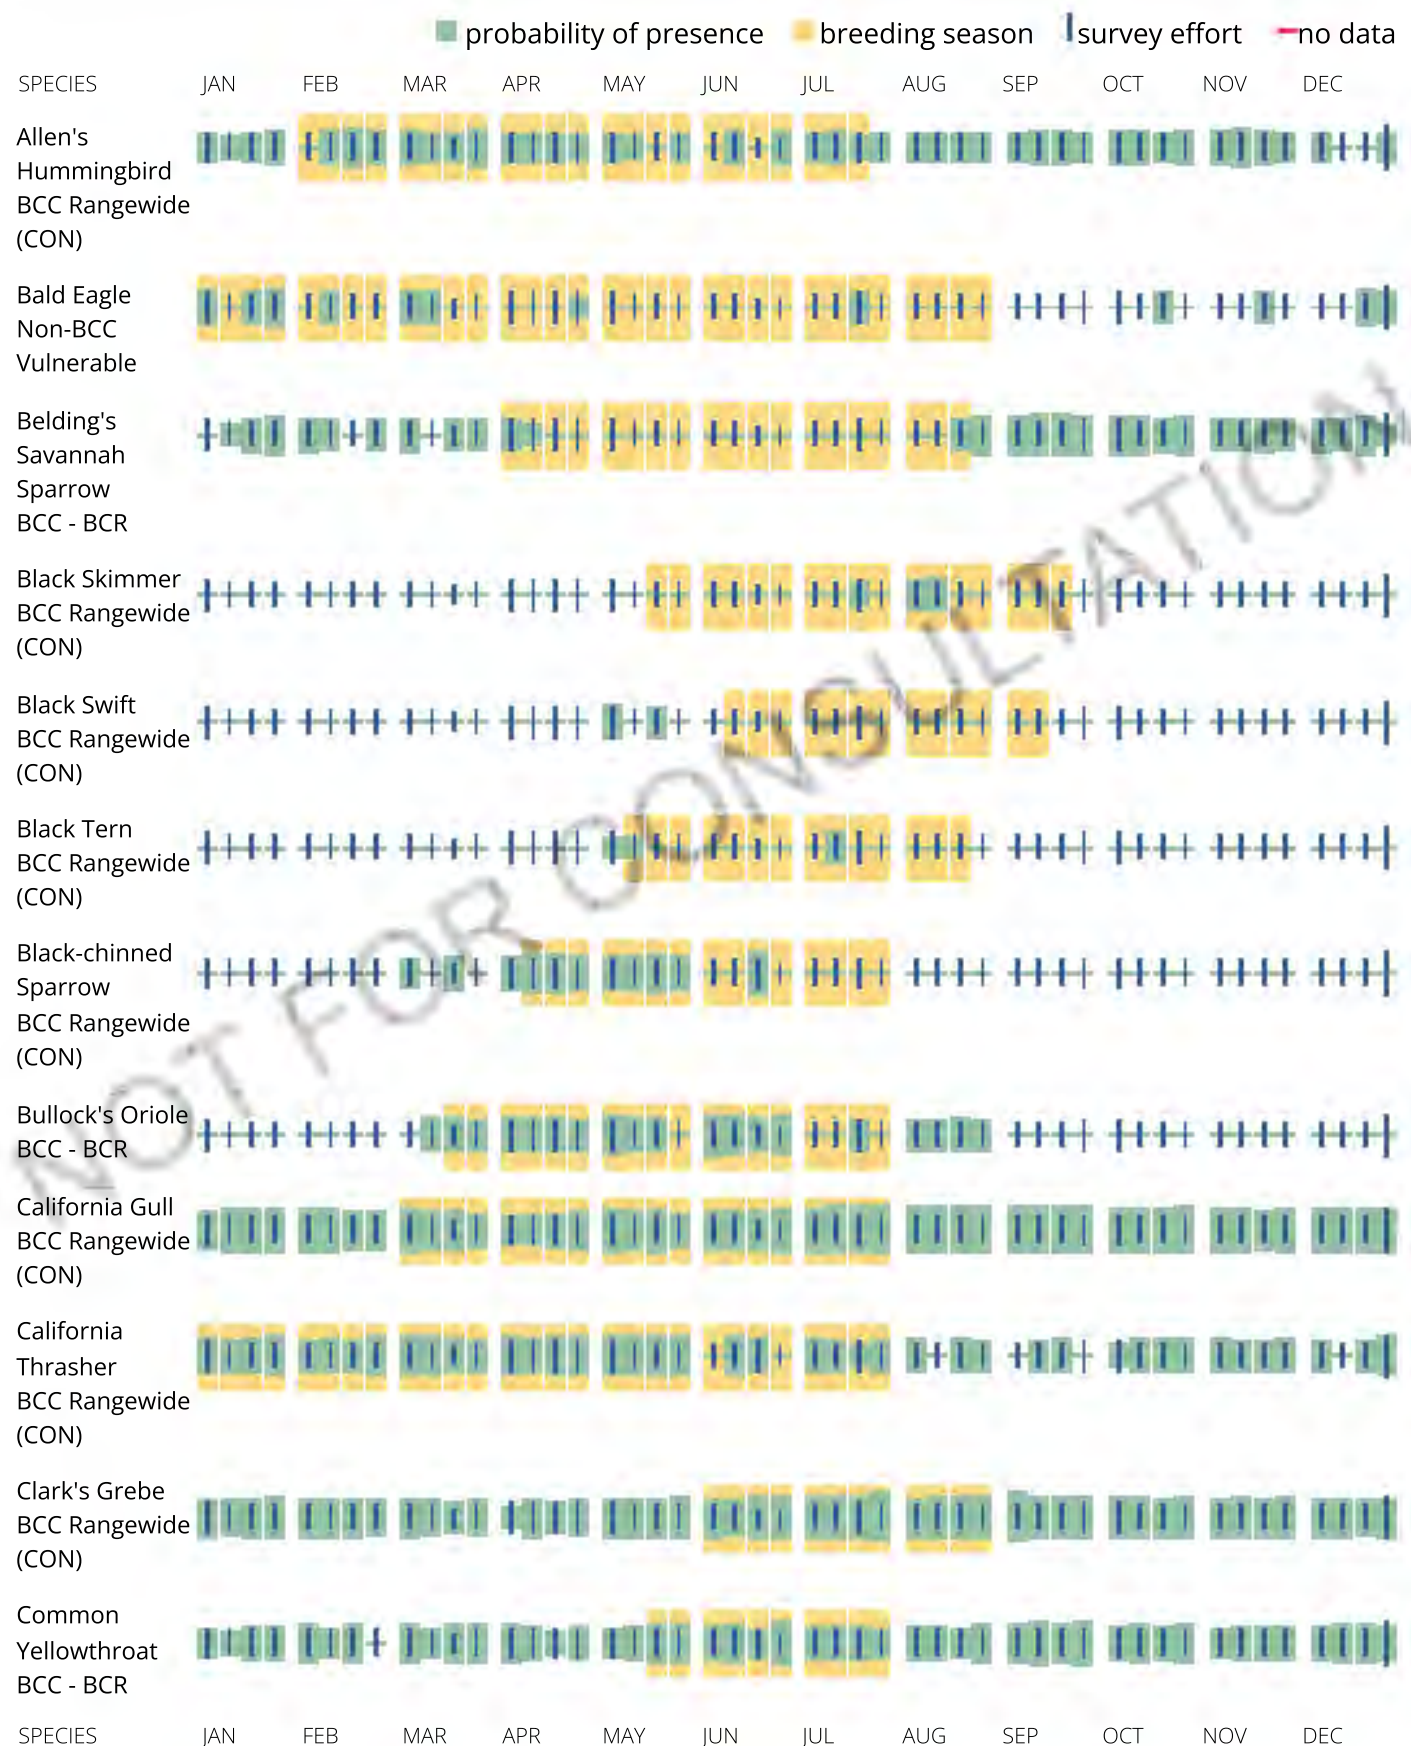 probability of presence breeding season survey effort no data
SPECIES JAN FEB MAR APR MAY JUN JUL AUG SEP OCT NOV DEC
Allen's
Hummingbird
BCC Rangewide
(CON)
Bald Eagle
Non-BCC
Vulnerable
Belding's
Savannah
Sparrow
BCC - BCR
Black Skimmer
BCC Rangewide
(CON)
Black Swift
BCC Rangewide
(CON)
Black Tern
BCC Rangewide
(CON)
Black-chinned
Sparrow
BCC Rangewide
(CON)
Bullock's Oriole
BCC - BCR
California Gull
BCC Rangewide
(CON)
California
Thrasher
BCC Rangewide
(CON)
Clark's Grebe
BCC Rangewide
(CON)
Common
Yellowthroat
BCC - BCR
SPECIES JAN FEB MAR APR MAY JUN JUL AUG SEP OCT NOV DEC
NOT FOR CONSULTATION